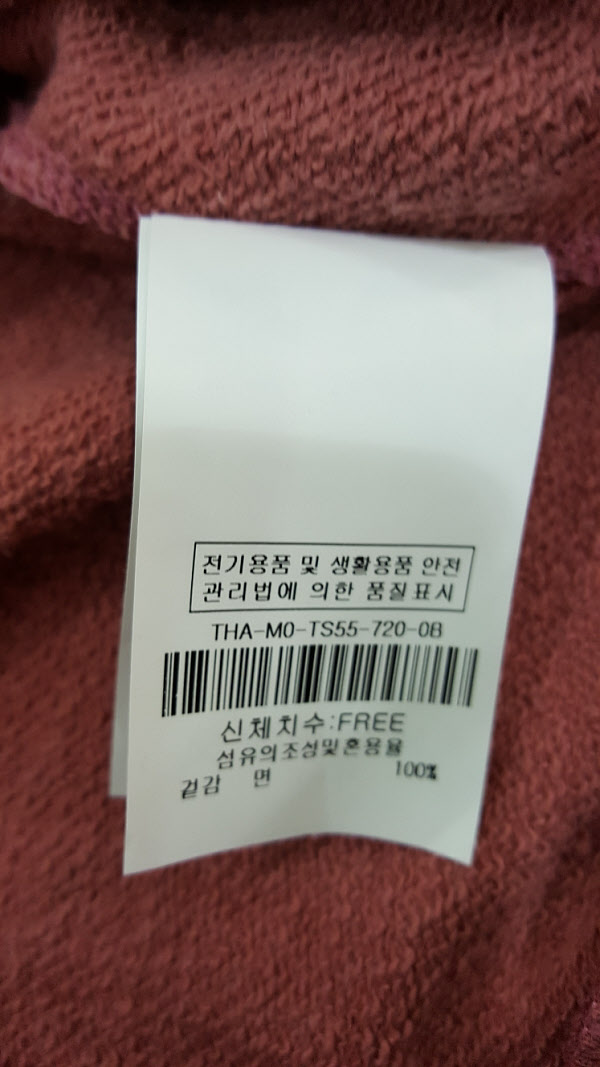 전기용품 및 생활용품 안전
관리법에 의한 품질표시
THA-M0-TS55-720-0B
신체치수:FREE
섬유의조성및혼용율
겉감 면 100%